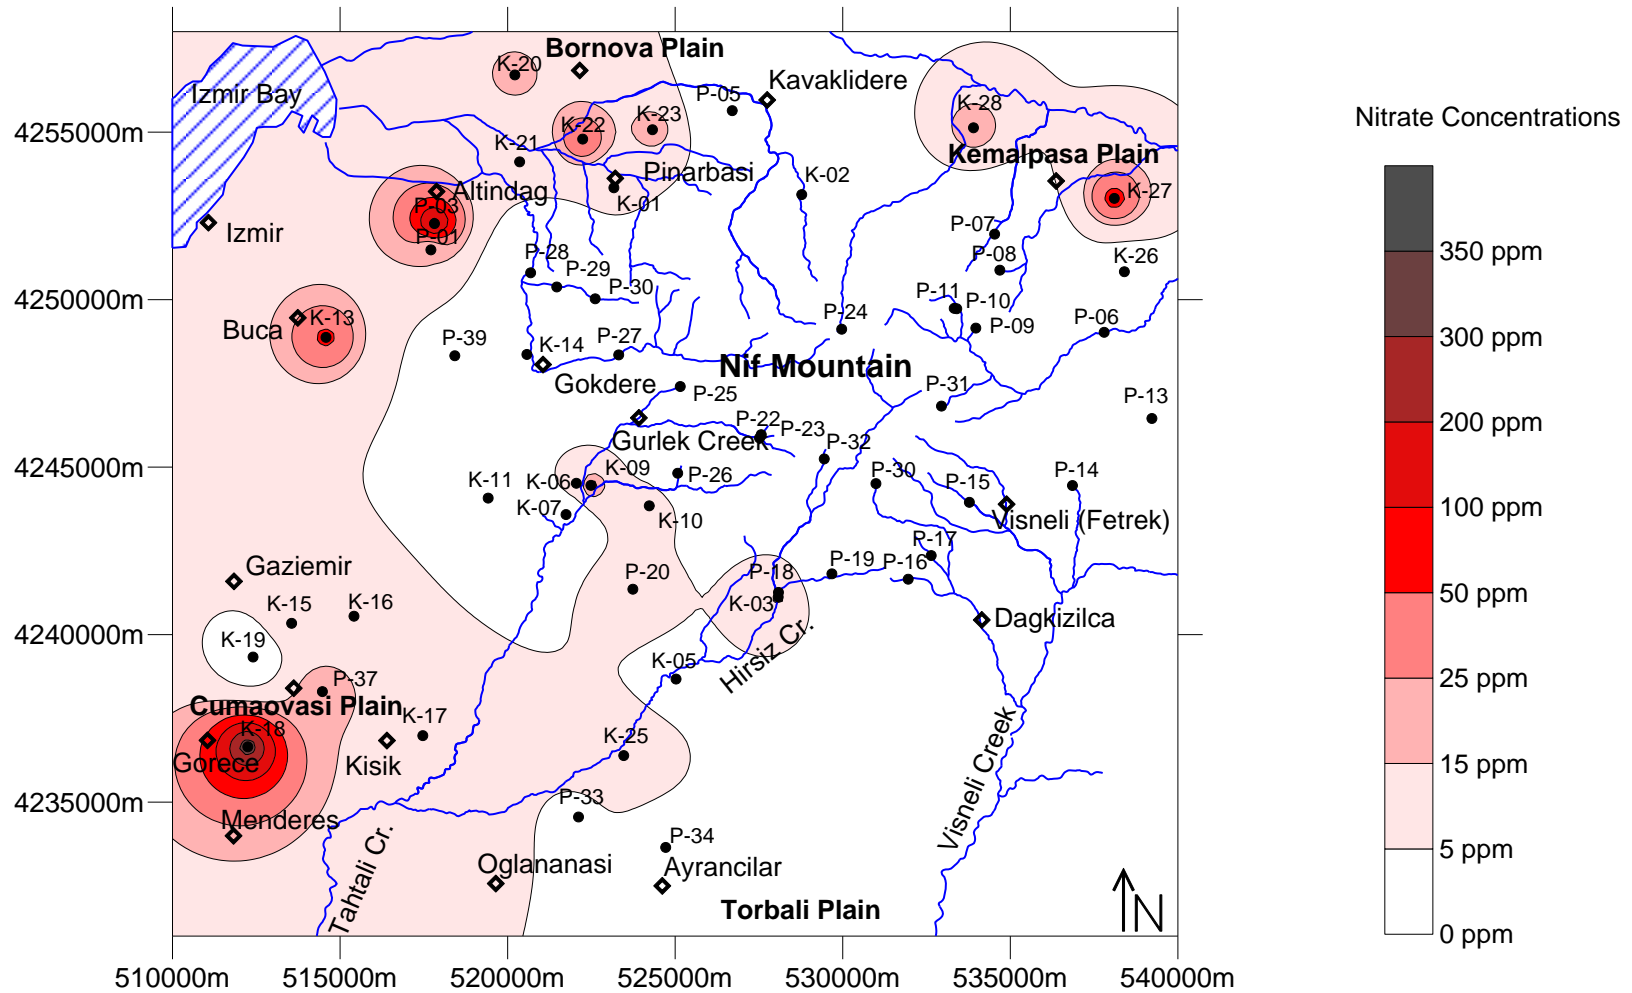 Bornova Plain
K-20
Kavaklidere
Izmir Bay
P-05
K-28
K-23
K-22
Nitrate Concentrations
4255000m
K-21
Kemalpasa Plain
Pinarbasi
K-02
Altindag
K-27
P-03
K-01
Izmir
P-01
P-07
P-28
P-08
K-26
350 ppm
P-29
P-30
4250000m
P-11
P-10
K-13
P-24
P-06
Buca
P-39
K-14
P-27
P-09
300 ppm
Nif Mountain
Gokdere
P-25
P-31
P-13
P-22
P-23
200 ppm
Gurlek Creek
P-32
4245000m
K-09
K-11
K-06
P-26
P-30
P-15
P-14
K-07
K-10
Visneli (Fetrek)
100 ppm
P-17
Gaziemir
P-20
P-18
P-19
P-16
50 ppm
K-15
K-16
K-03
Dagkizilca
4240000m
K-19
Hirsiz Cr.
K-05
P-37
25 ppm
Cumaovasi Plain
K-17
K-18
K-25
Gorece
Kisik
15 ppm
Visneli Creek
4235000m
P-33
Menderes
P-34
5 ppm
Tahtali Cr.
Oglananasi
Ayrancilar
Torbali Plain
N
0 ppm
510000m
515000m
520000m
525000m
530000m
535000m
540000m